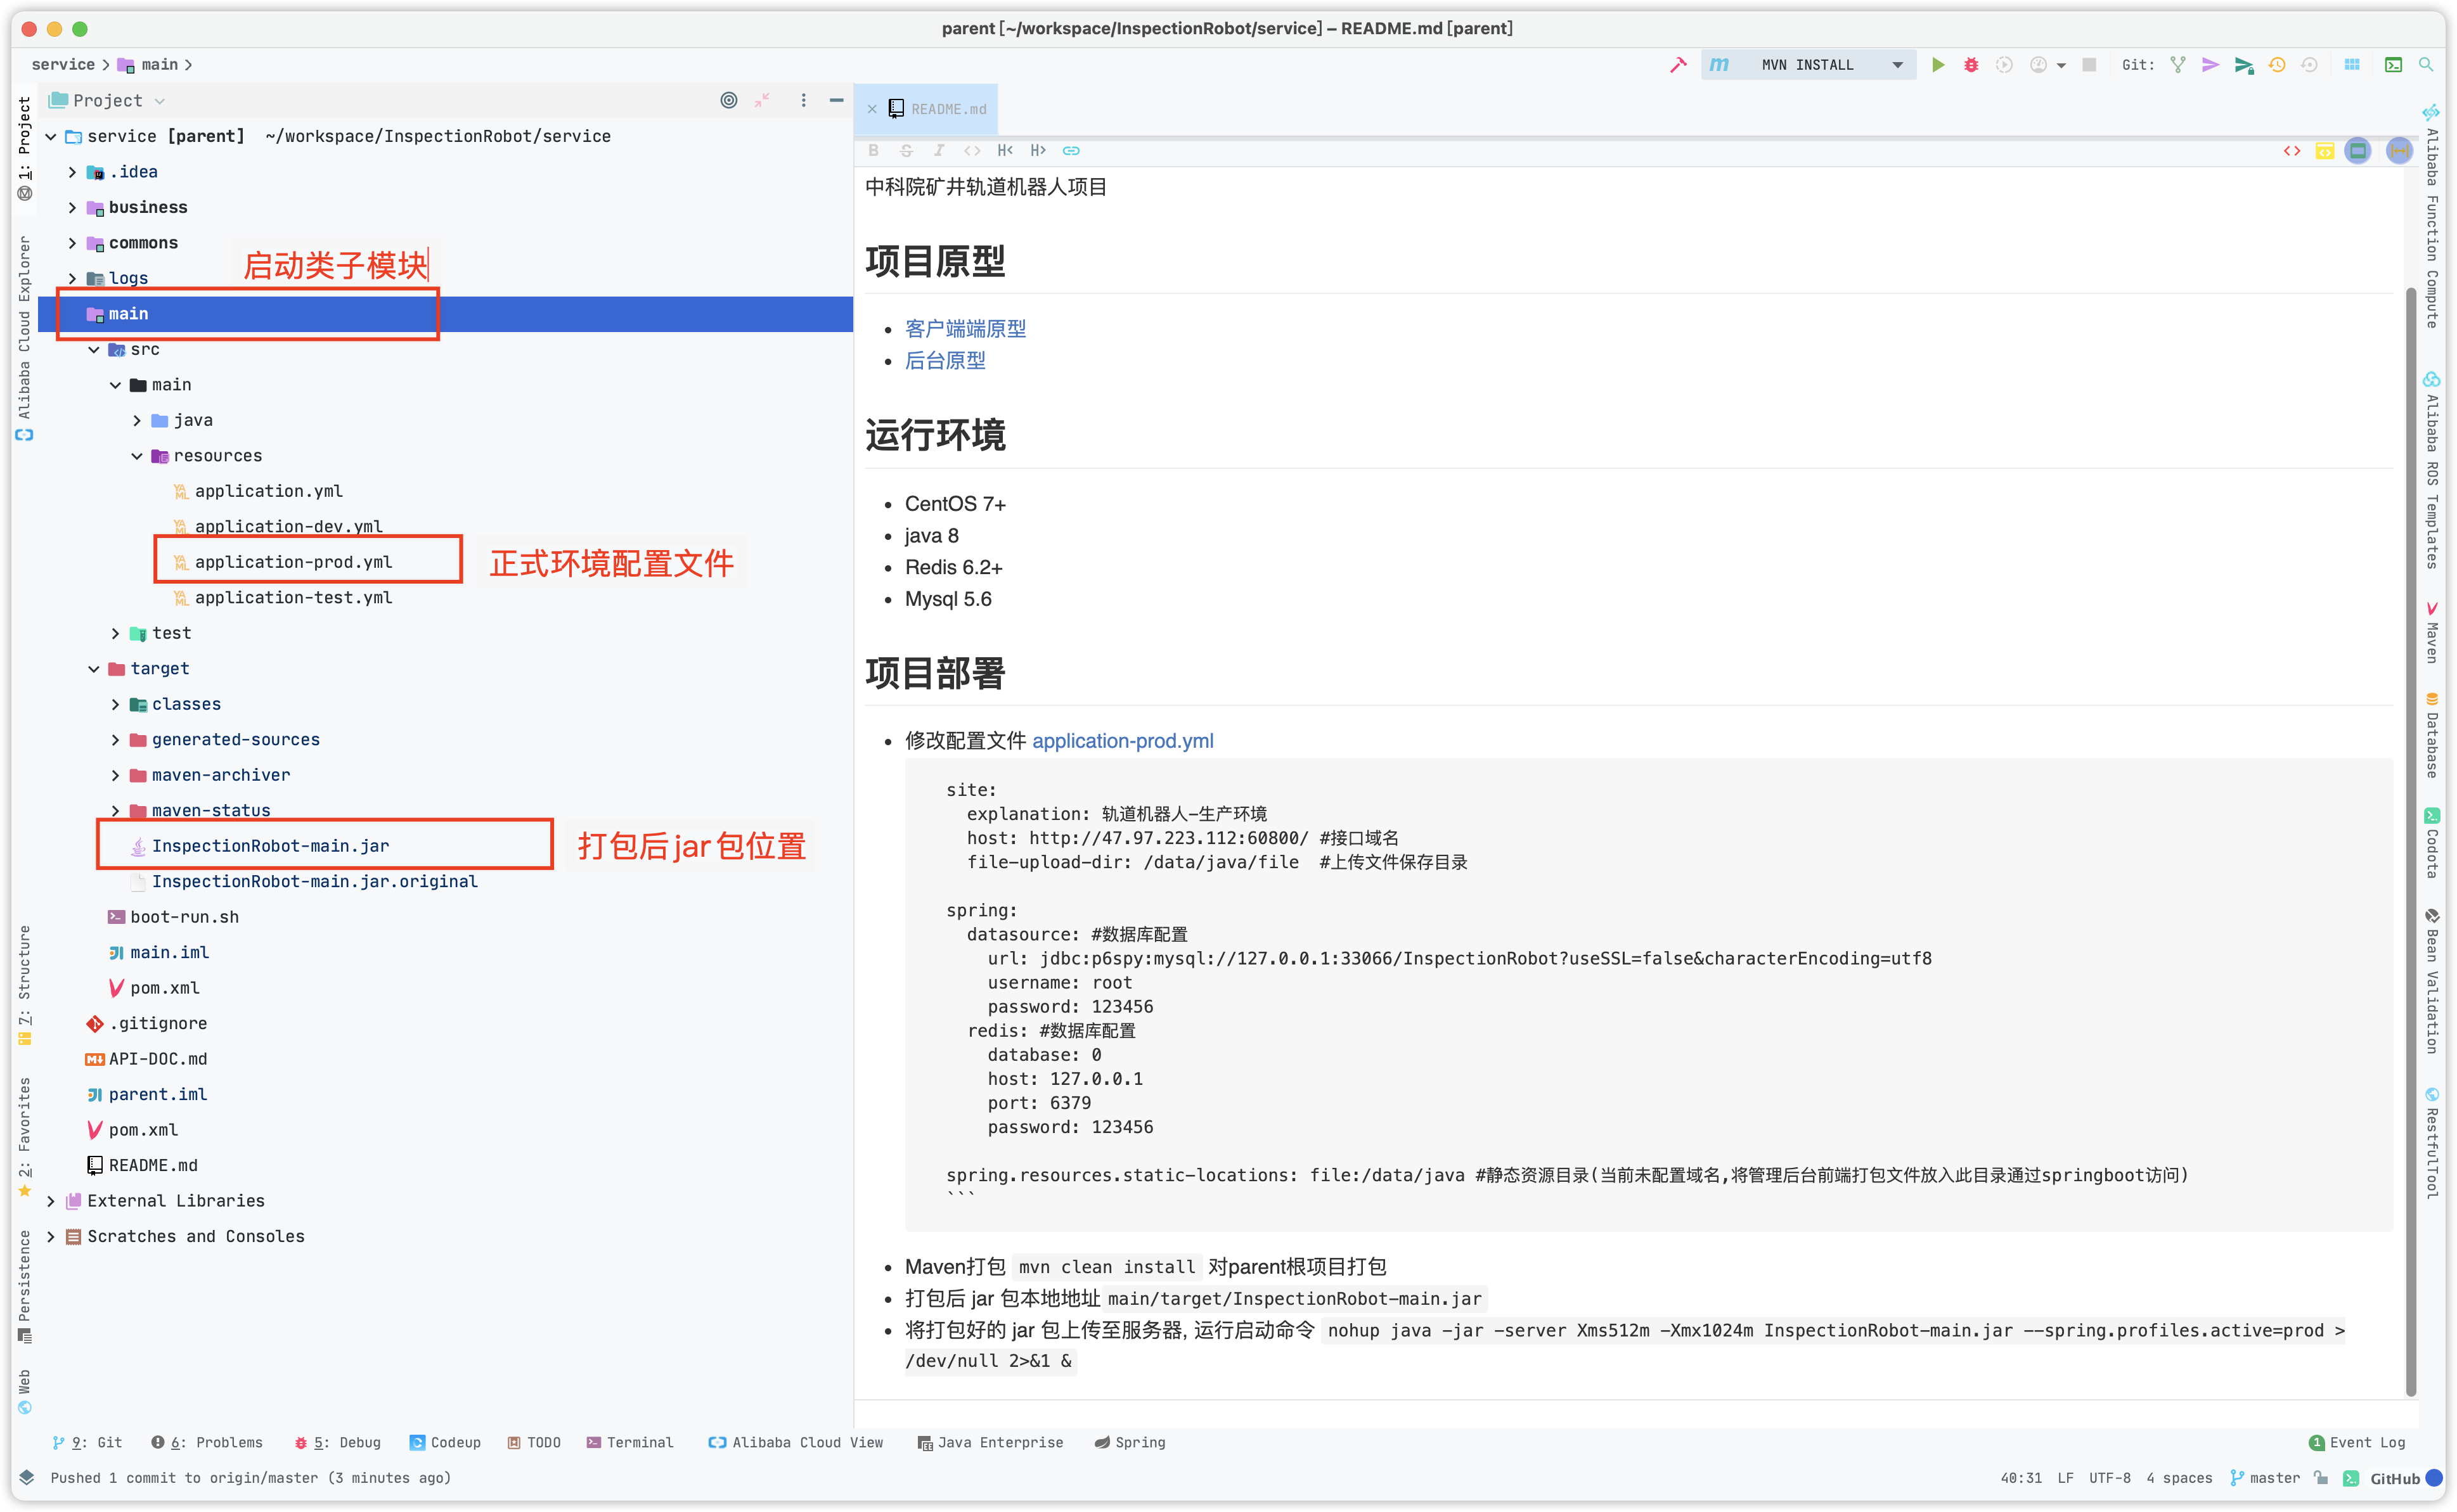 parent [~/workspace/InspectionRobot/service] – README.md [parent]
service
main
MVN INSTALL
Git:
1: Project
Alibaba Cloud Explorer
7: Structure
2: Favorites
Persistence
Web
Project
service [parent] ~/workspace/InspectionRobot/service
.idea
business
commons
启动类子模块
logs
main
src
main
java
resources
application.yml
application-dev.yml
application-prod.yml
正式环境配置文件
application-test.yml
test
target
classes
generated-sources
maven-archiver
maven-status
InspectionRobot-main.jar
打包后jar包位置
InspectionRobot-main.jar.original
boot-run.sh
main.iml
pom.xml
.gitignore
API-DOC.md
parent.iml
pom.xml
README.md
External Libraries
Scratches and Consoles
README.md
B S I <> H< H>
中科院矿井轨道机器人项目
项目原型
客户端端原型
后台原型
运行环境
CentOS 7+
java 8
Redis 6.2+
Mysql 5.6
项目部署
修改配置文件 application-prod.yml
site:
explanation: 轨道机器人-生产环境
host: http://47.97.223.112:60800/ #接口域名
file-upload-dir: /data/java/file #上传文件保存目录
spring:
datasource: #数据库配置
url: jdbc:p6spy:mysql://127.0.0.1:33066/InspectionRobot?useSSL=false&characterEncoding=utf8
username: root
password: 123456
redis: #数据库配置
database: 0
host: 127.0.0.1
port: 6379
password: 123456
spring.resources.static-locations: file:/data/java #静态资源目录(当前未配置域名,将管理后台前端打包文件放入此目录通过springboot访问)
```
Maven打包 mvn clean install 对parent根项目打包
打包后 jar 包本地地址 main/target/InspectionRobot-main.jar
将打包好的 jar 包上传至服务器, 运行启动命令 nohup java -jar -server Xms512m -Xmx1024m InspectionRobot-main.jar --spring.profiles.active=prod >
/dev/null 2>&1 &
Alibaba Function Compute
Alibaba ROS Templates
Maven
Database
Codota
Bean Validation
RestfulTool
9: Git
6: Problems
5: Debug
Codeup
TODO
Terminal
Alibaba Cloud View
Java Enterprise
Spring
1 Event Log
Pushed 1 commit to origin/master (3 minutes ago)
40:31 LF UTF-8 4 spaces master GitHub